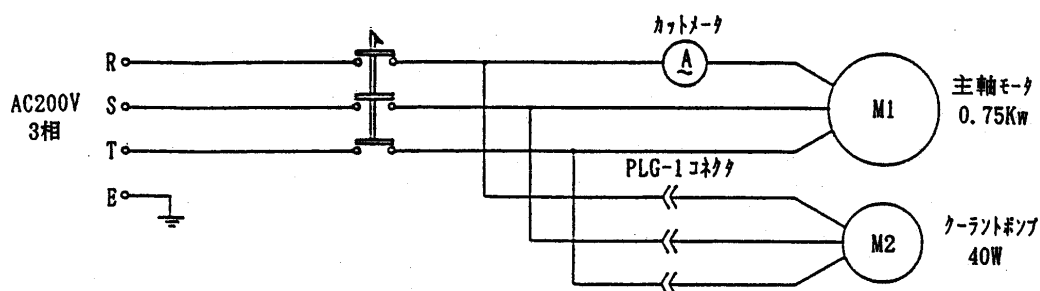 カットメータ
R
A
AC200V
3相
S
M1
主軸モータ
0.75Kw
T
PLG-1 コネクタ
E
M2
クーラントポンプ
40W